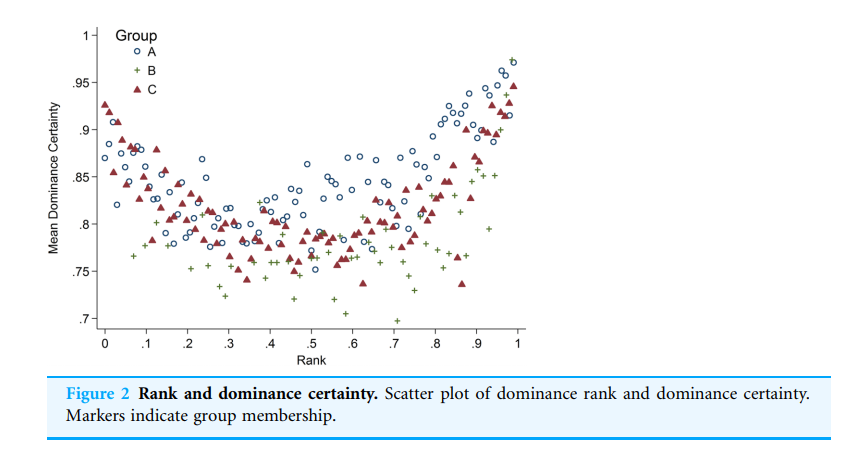 Group
A
B
C
Mean Dominance Certainty
1
.95
.9
.85
.8
.75
.7
0 .1 .2 .3 .4 .5 .6 .7 .8 .9 1
Rank
Figure 2 Rank and dominance certainty. Scatter plot of dominance rank and dominance certainty.
Markers indicate group membership.